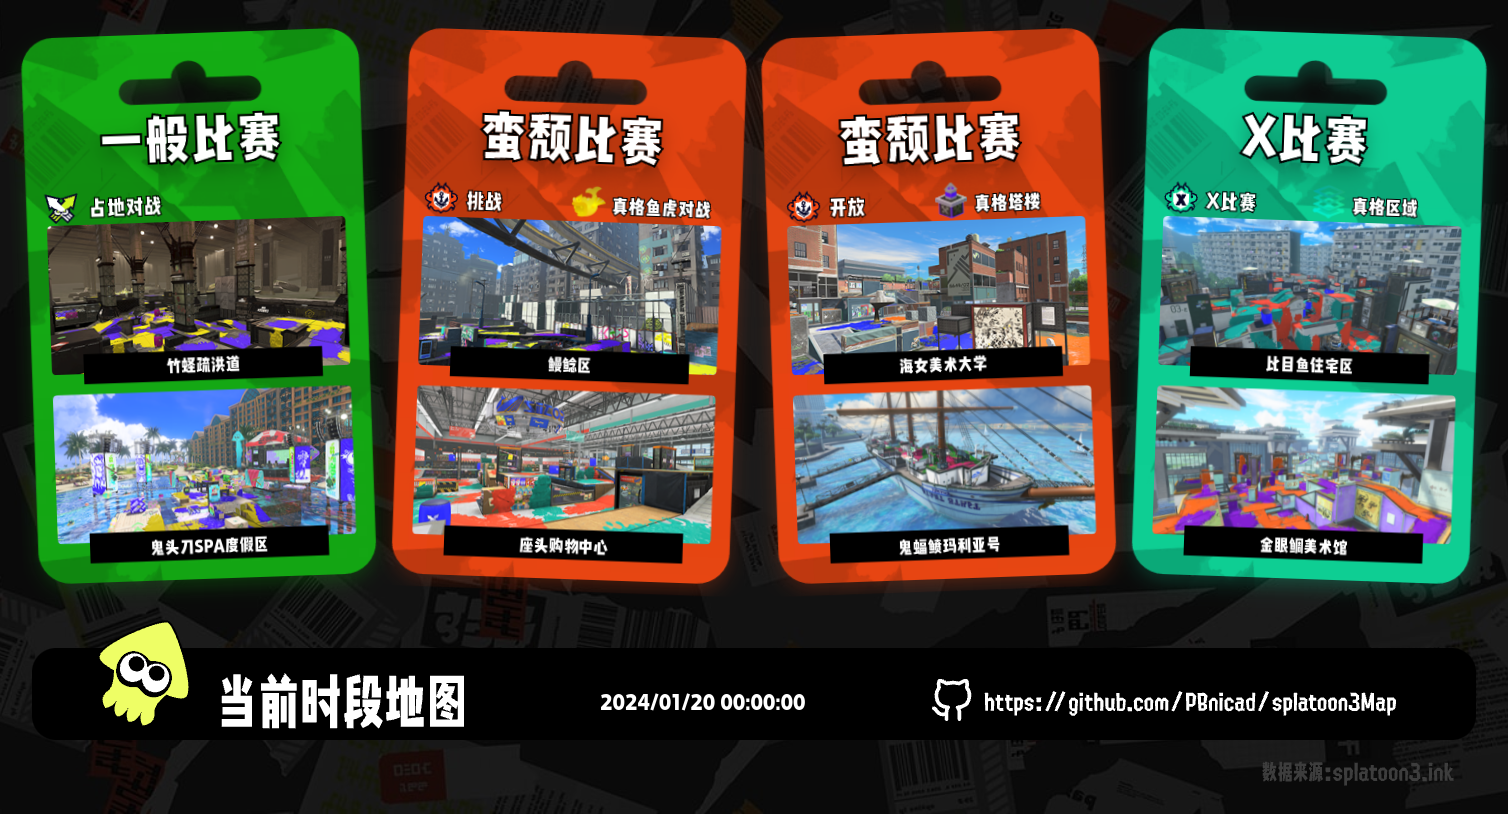 一般比赛
占地对战
竹蛏疏洪道
鬼头刀SPA度假区
蛮颓比赛
挑战
真格鱼虎对战
鳗鲶区
座头购物中心
蛮颓比赛
开放
真格塔楼
海女美术大学
鬼蝠鲼玛利亚号
X比赛
X比赛
真格区域
比目鱼住宅区
金眼鲷美术馆
当前时段地图
2024/01/20 00:00:00
https://github.com/PBnicad/splatoon3Map
数据来源:splatoon3.ink